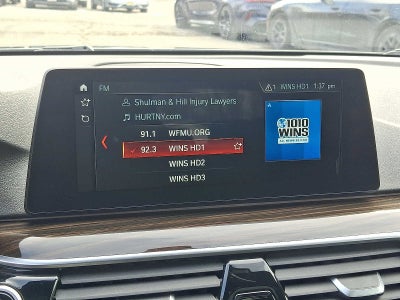 FM
1 WINS HD1 1:37 pm
Shulman & Hill Injury Lawyers
HURTNY.com
91.1 WFMU.ORG
92.3 WINS HD1
WINS HD2
WINS HD3
1010
WINS